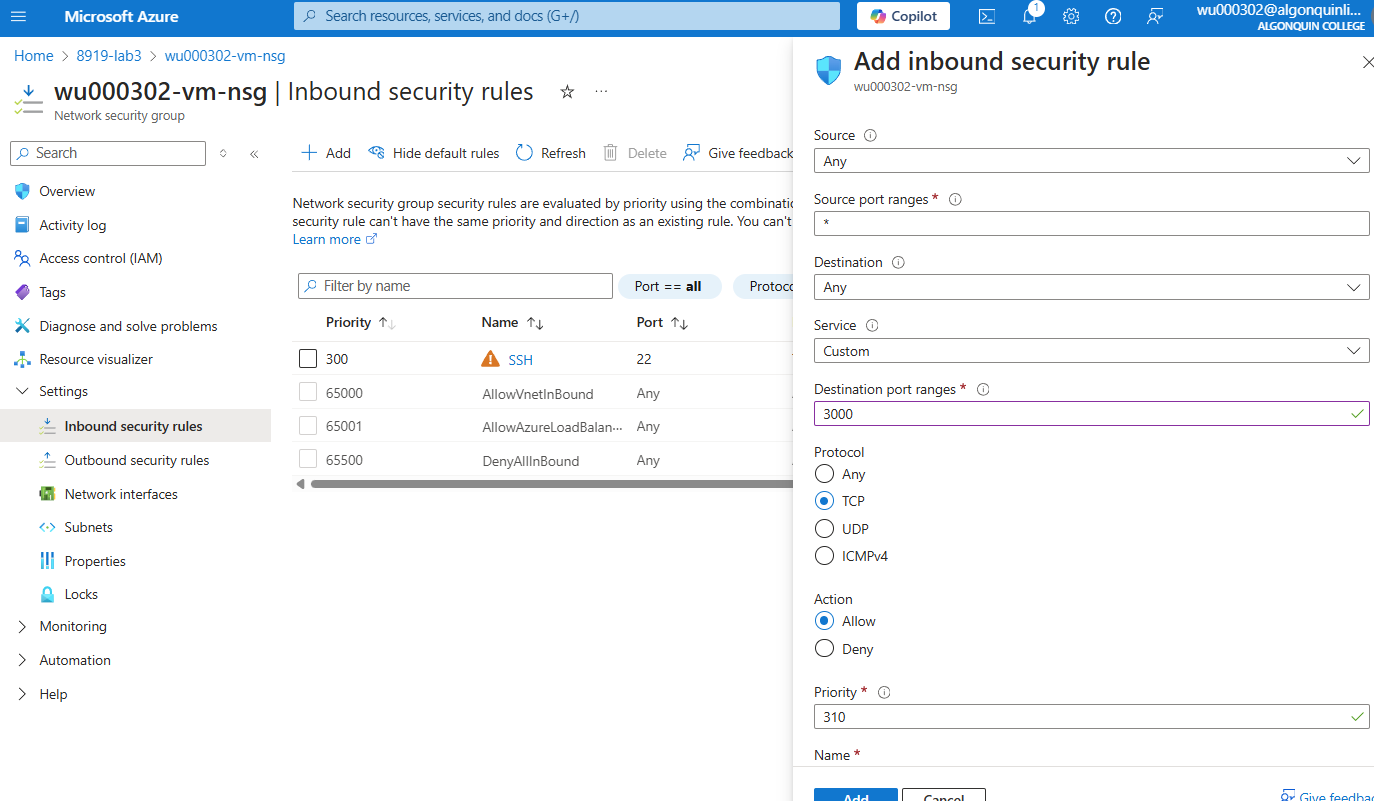 Microsoft Azure
Search resources, services, and docs (G+/)
Copilot
1
wu000302@algonquinli...
ALGONQUIN COLLEGE
Home > 8919-lab3 > wu000302-vm-nsg
wu000302-vm-nsg | Inbound security rules
Network security group
Search
Overview
Activity log
Access control (IAM)
Tags
Diagnose and solve problems
Resource visualizer
Settings
Inbound security rules
Outbound security rules
Network interfaces
Subnets
Properties
Locks
Monitoring
Automation
Help
Add Hide default rules Refresh Delete Give feedback
Network security group security rules are evaluated by priority using the combinatio
security rule can't have the same priority and direction as an existing rule. You can't
Learn more
Filter by name Port == all Protoco
Priority Name Port
300 SSH 22
65000 AllowVnetInBound Any
65001 AllowAzureLoadBalan... Any
65500 DenyAllInBound Any
Add inbound security rule
wu000302-vm-nsg
Source
Any
Source port ranges *
*
Destination
Any
Service
Custom
Destination port ranges *
3000
Protocol
Any
TCP
UDP
ICMPv4
Action
Allow
Deny
Priority *
310
Name *
Add Cancel Give feedbac